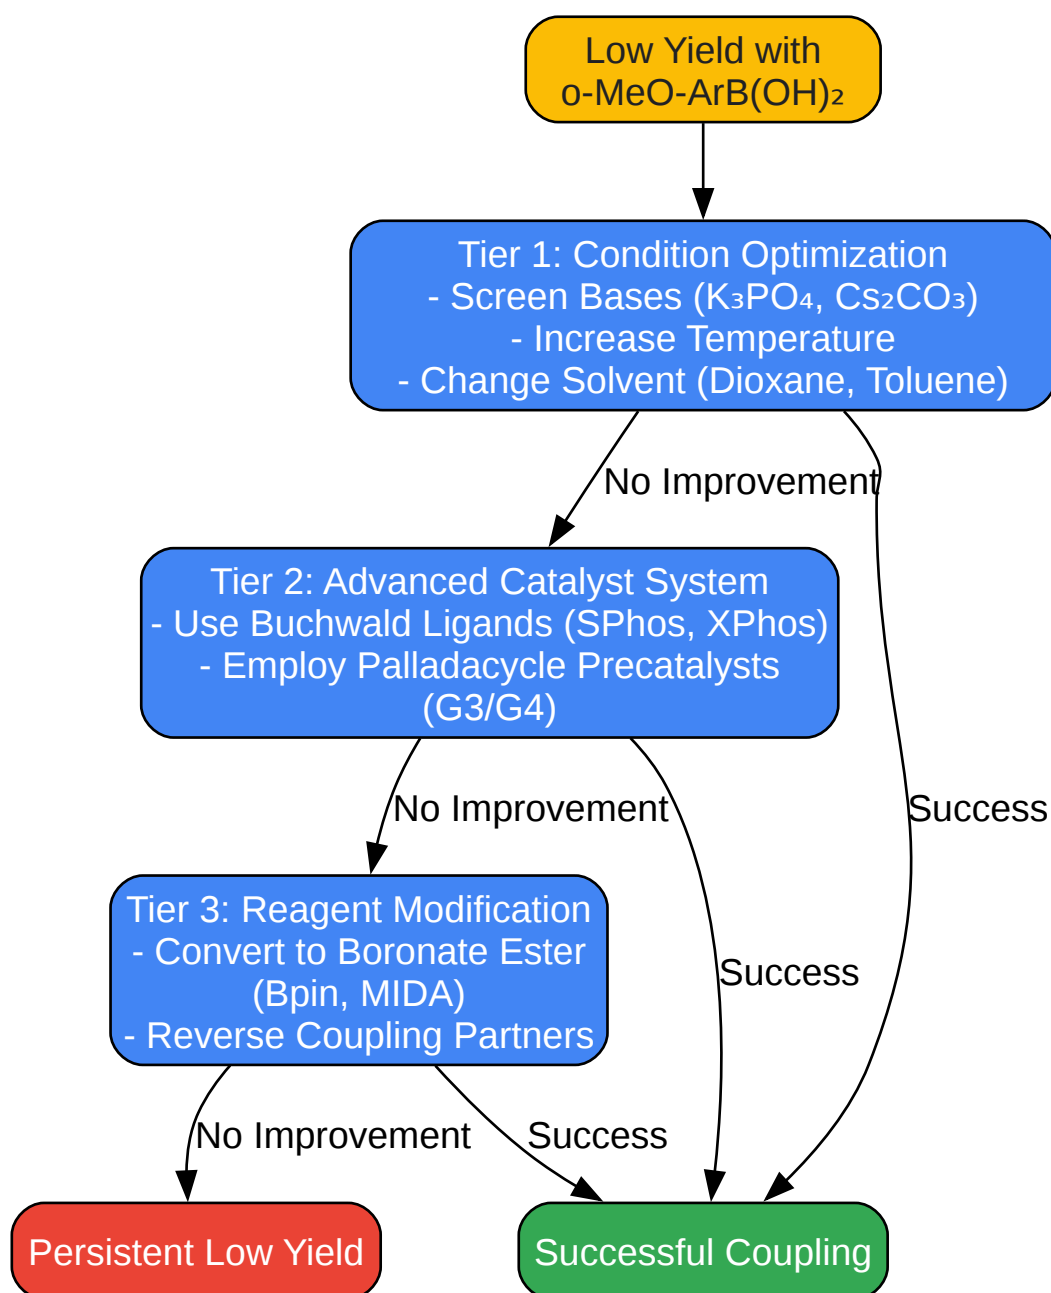 Low Yield with
o-MeO-ArB(OH)₂
Tier 1: Condition Optimization
- Screen Bases (K₃PO₄, Cs₂CO₃)
- Increase Temperature
- Change Solvent (Dioxane, Toluene)
No Improvement
Tier 2: Advanced Catalyst System
- Use Buchwald Ligands (SPhos, XPhos)
- Employ Palladacycle Precatalysts
(G3/G4)
No Improvement
Success
Tier 3: Reagent Modification
- Convert to Boronate Ester
(Bpin, MIDA)
- Reverse Coupling Partners
Success
No Improvement
Success
Persistent Low Yield
Successful Coupling